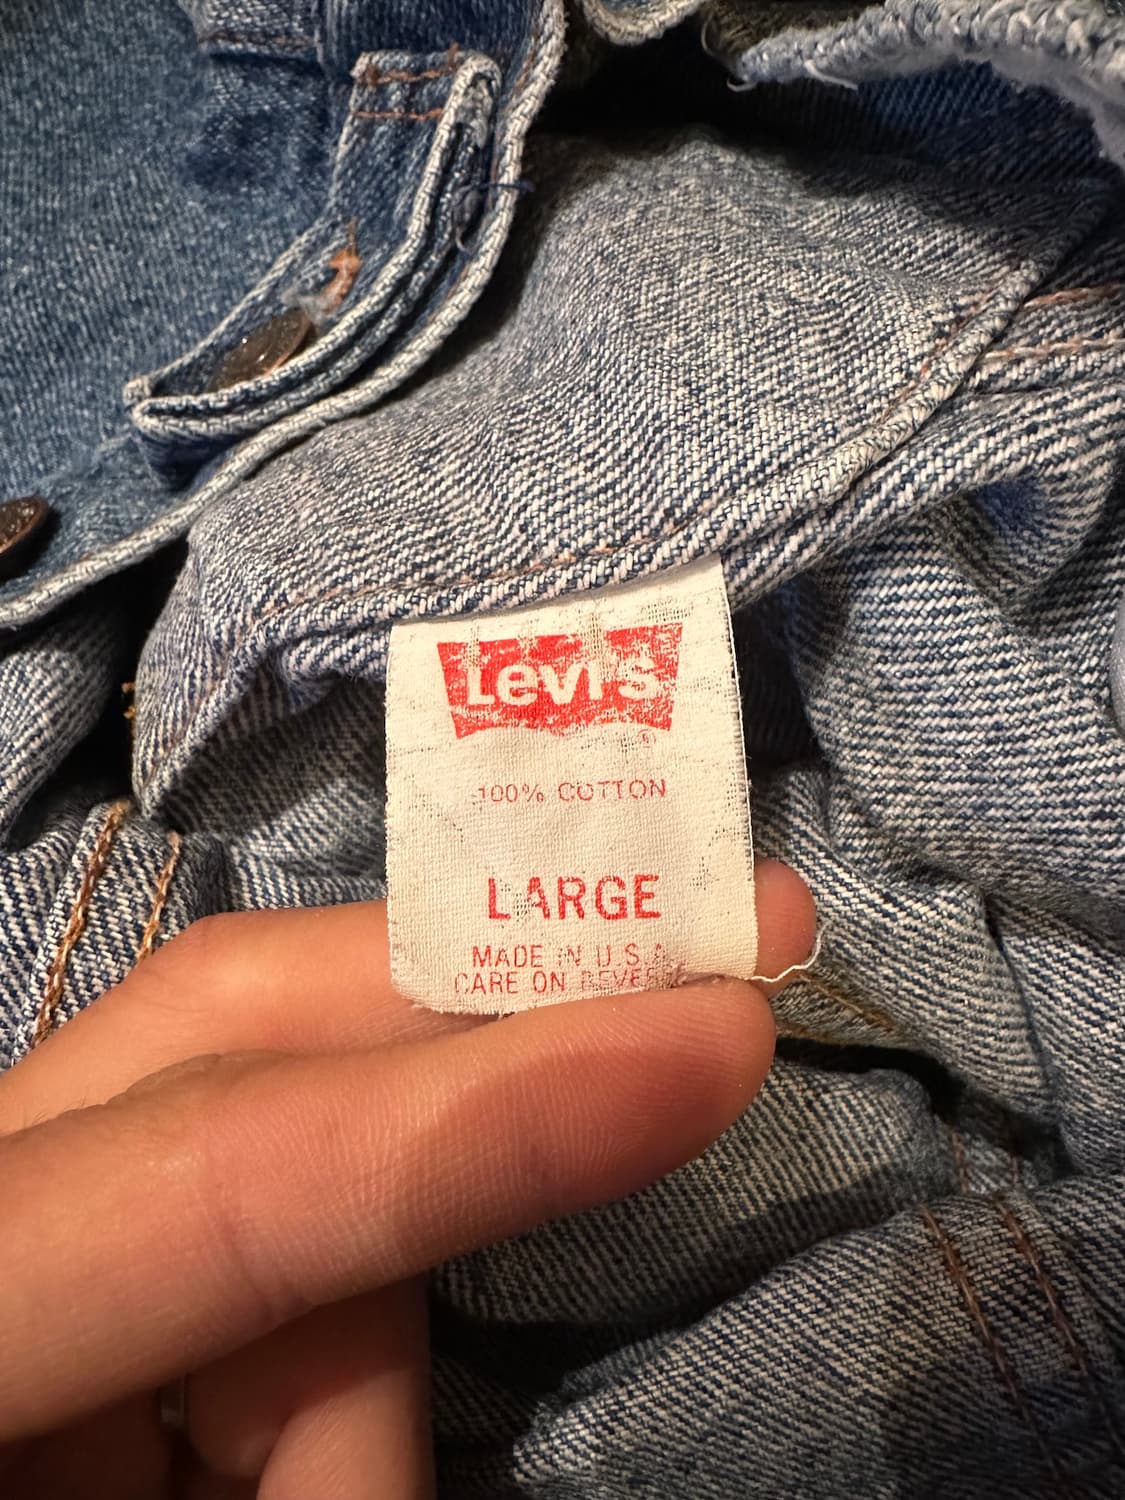 Levi's
®
100% COTTON
LARGE
MADE IN U.S.A.
CARE ON REVERSE